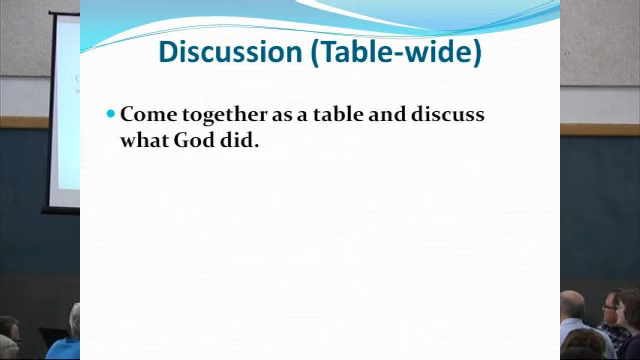 Discussion (Table-wide)
Come together as a table and discuss
what God did.